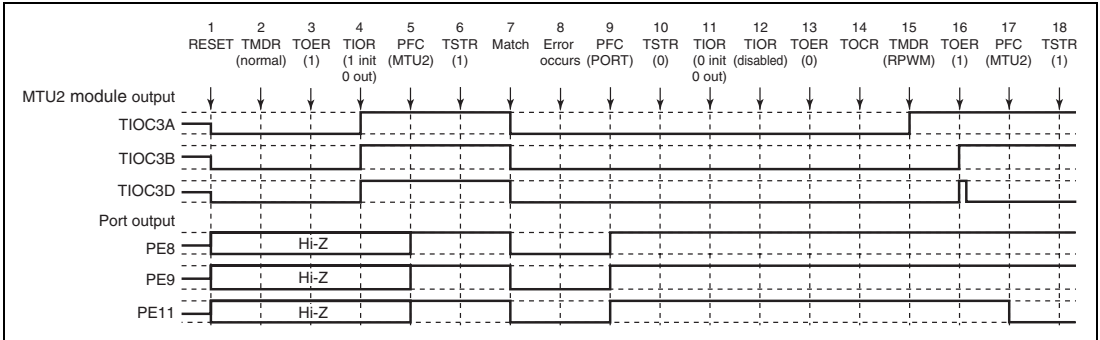 1 2 3 4 5 6 7 8 9 10 11 12 13 14 15 16 17 18
RESET TMDR TOER TIOR PFC TSTR Match Error PFC TSTR TIOR TIOR TOER TOCR TMDR TOER PFC TSTR
(normal) (1) (1 init (MTU2) (1) occurs (PORT) (0) (0 init (disabled) (0) (RPWM) (1) (MTU2) (1)
0 out) 0 out)
MTU2 module output
TIOC3A
TIOC3B
TIOC3D
Port output
PE8 Hi-Z
PE9 Hi-Z
PE11 Hi-Z